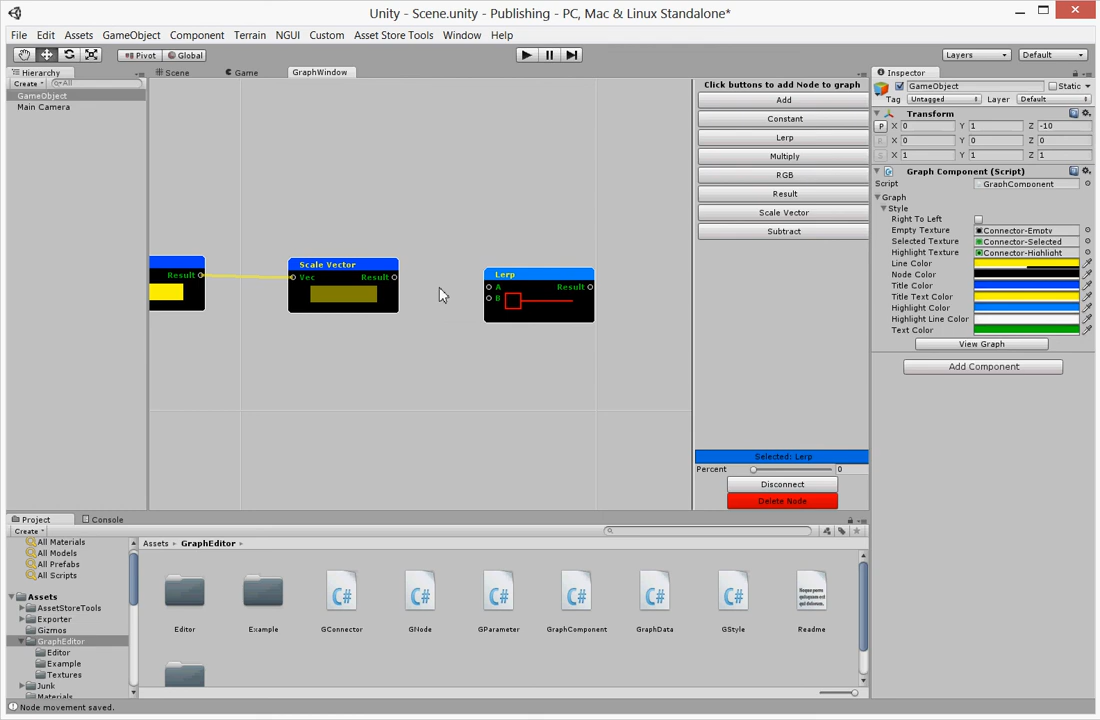 Unity - Scene.unity - Publishing - PC, Mac & Linux Standalone*
File Edit Assets GameObject Component Terrain NGUI Custom Asset Store Tools Window Help
Pivot Global Layers Default
Hierarchy
Create All
GameObject
Main Camera
Scene Game GraphWindow
Result
Scale Vector
Vec Result
Lerp
A Result
B
Click buttons to add Node to graph
Add
Constant
Lerp
Multiply
RGB
Result
Scale Vector
Subtract
Selected: Lerp
Percent 0
Disconnect
Delete Node
Inspector
GameObject Static
Tag Untagged Layer Default
Transform
P X 0 Y 1 Z -10
R X 0 Y 0 Z 0
S X 1 Y 1 Z 1
Graph Component (Script)
Script GraphComponent
Graph
Style
Right To Left
Empty Texture Connector-Empty
Selected Texture Connector-Selected
Highlight Texture Connector-Highlight
Line Color
Node Color
Title Color
Title Text Color
Highlight Color
Highlight Line Color
Text Color
View Graph
Add Component
Project Console
Create
All Materials
All Models
All Prefabs
All Scripts
Assets
AssetStoreTools
Exporter
Gizmos
GraphEditor
Editor
Example
Textures
Junk
Materials
Assets GraphEditor
Editor Example GConnector GNode GParameter GraphComponent GraphData GStyle Readme
Node movement saved.